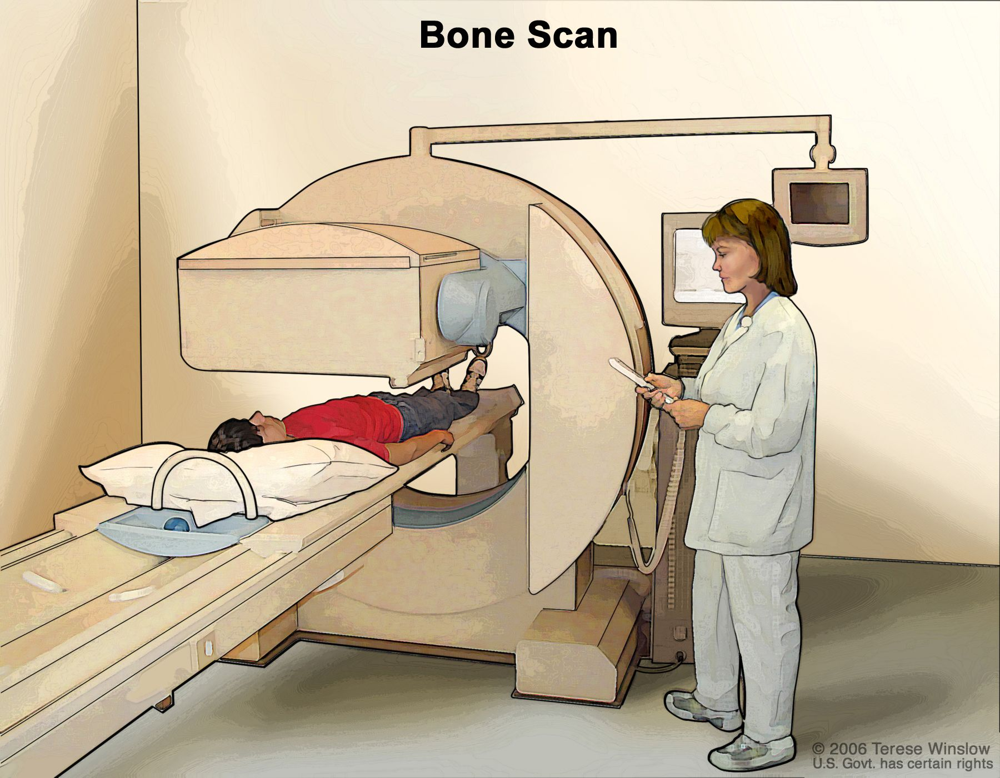 Bone Scan
© 2006 Terese Winslow
U.S. Govt. has certain rights